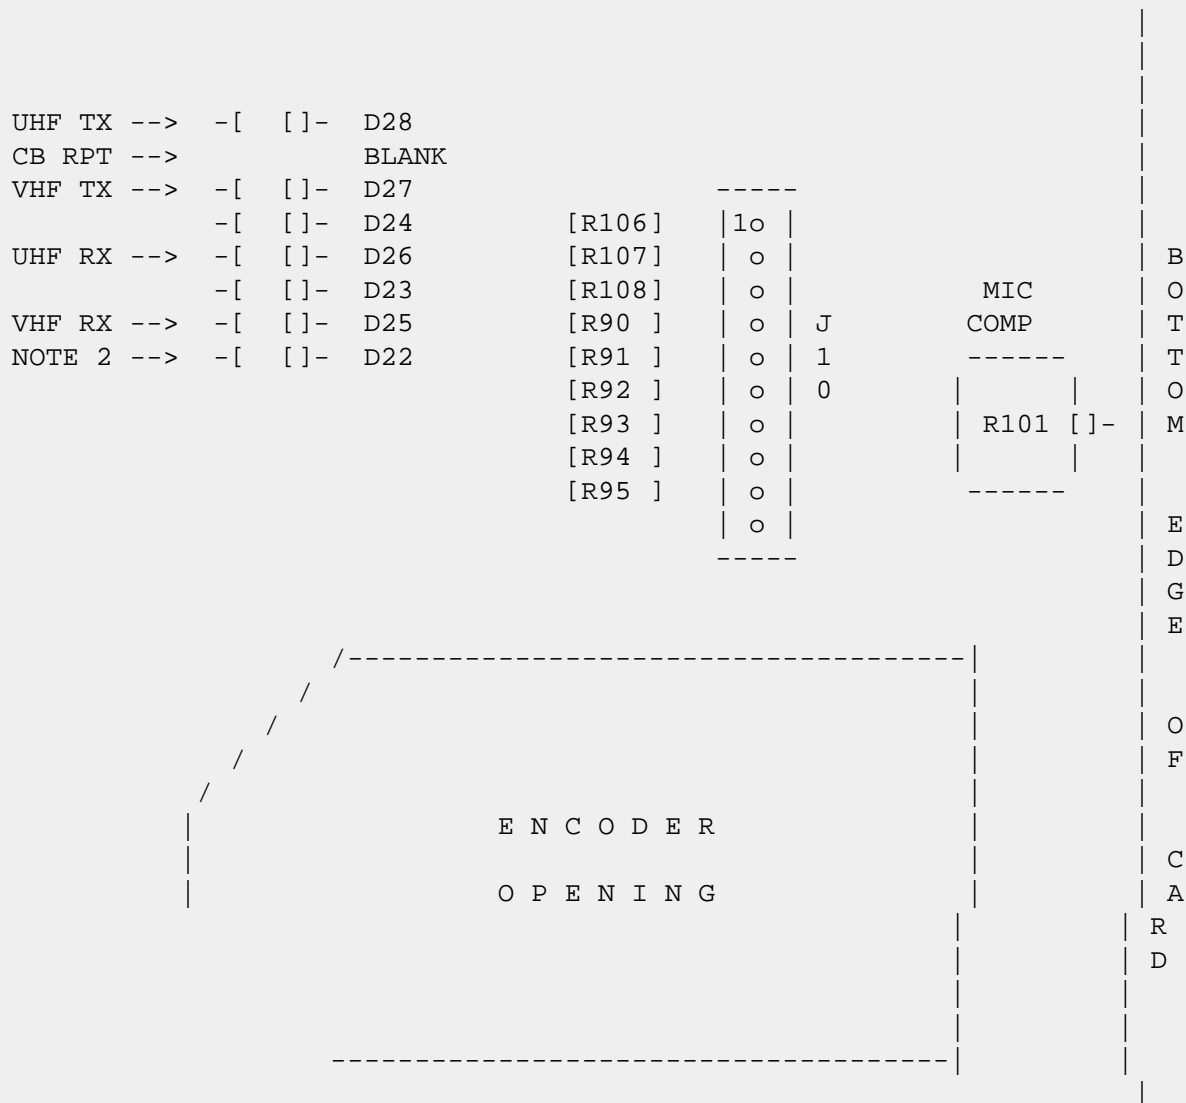 UHF TX --> -[ []- D28
CB RPT --> BLANK
VHF TX --> -[ []- D27 -----
-[ []- D24 [R106] |1o | |
UHF RX --> -[ []- D26 [R107] | o | | B
-[ []- D23 [R108] | o | MIC | O
VHF RX --> -[ []- D25 [R90 ] | o | J COMP | T
NOTE 2 --> -[ []- D22 [R91 ] | o | 1 ------ | T
[R92 ] | o | 0 | | | O
[R93 ] | o | | R101 []- | M
[R94 ] | o | | | |
[R95 ] | o | ------ |
| o | | E
----- | D
| G
| E
/-------------------------------------| |
/ | |
/ | | O
/ | | F
/ | |
| E N C O D E R | |
| | | C
| O P E N I N G | | A
| | R
| | D
| |
| |
-------------------------------------| |